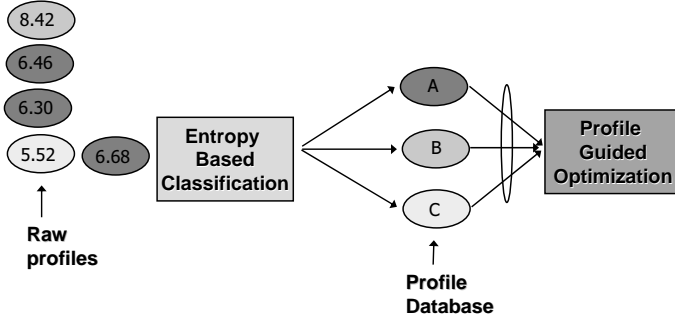 8.42
6.46
6.30
5.52
6.68
Raw
profiles
Entropy
Based
Classification
A
B
C
Profile
Database
Profile
Guided
Optimization